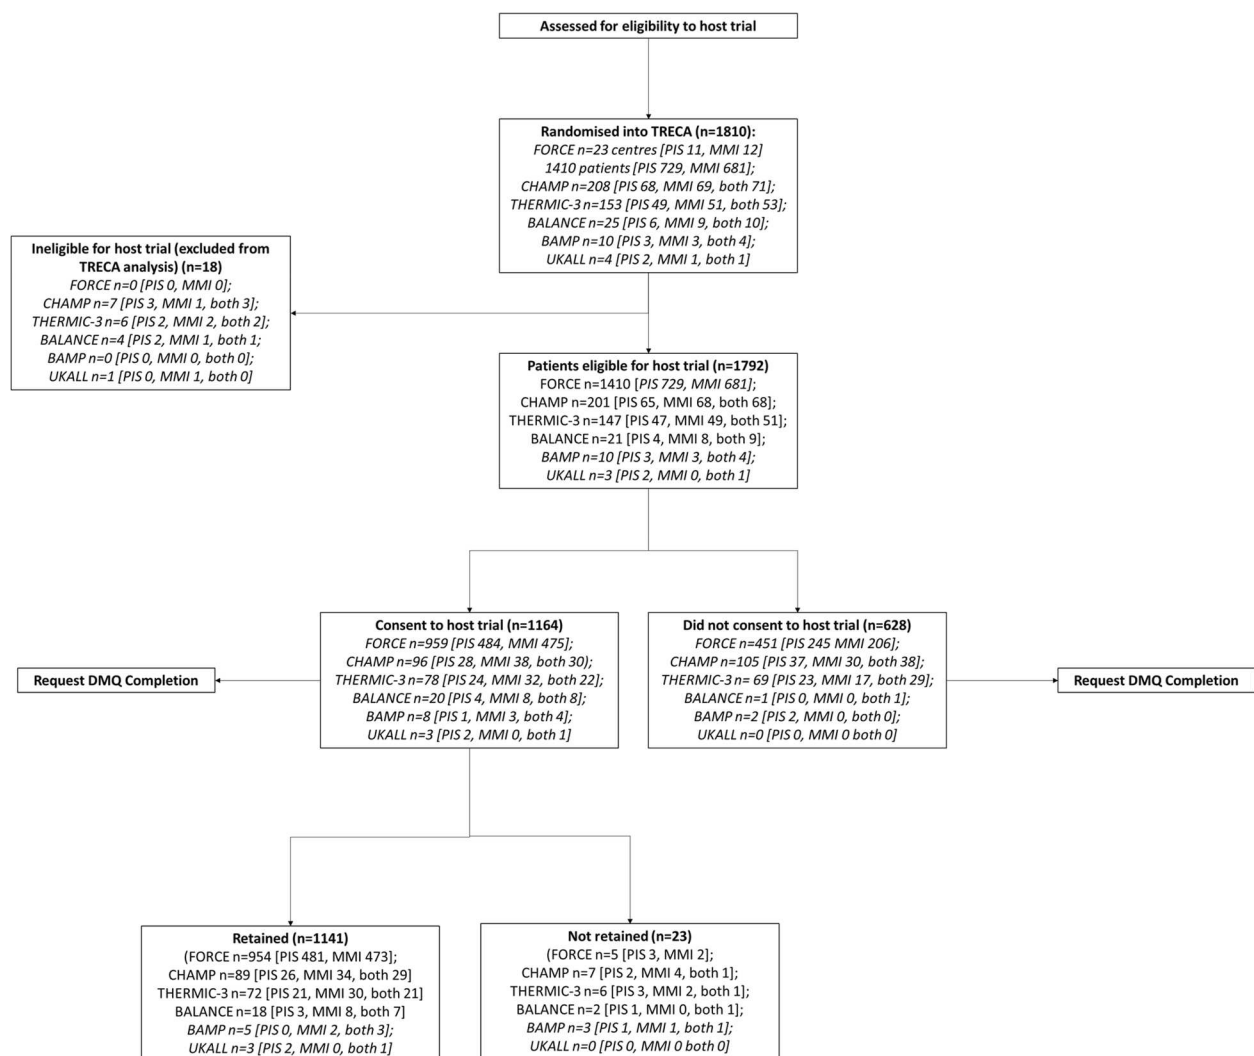 Assessed for eligibility to host trial
Randomised into TRECA (n=1810):
FORCE n=23 centres [PIS 11, MMI 12]
1410 patients [PIS 729, MMI 681];
CHAMP n=208 [PIS 68, MMI 69, both 71];
THERMIC-3 n=153 [PIS 49, MMI 51, both 53];
BALANCE n=25 [PIS 6, MMI 9, both 10];
BAMP n=10 [PIS 3, MMI 3, both 4];
UKALL n=4 [PIS 2, MMI 1, both 1]
Ineligible for host trial (excluded from
TRECA analysis) (n=18)
FORCE n=0 [PIS 0, MMI 0];
CHAMP n=7 [PIS 3, MMI 1, both 3];
THERMIC-3 n=6 [PIS 2, MMI 2, both 2];
BALANCE n=4 [PIS 2, MMI 1, both 1;
BAMP n=0 [PIS 0, MMI 0, both 0];
UKALL n=1 [PIS 0, MMI 1, both 0]
Patients eligible for host trial (n=1792)
FORCE n=1410 [PIS 729, MMI 681];
CHAMP n=201 [PIS 65, MMI 68, both 68];
THERMIC-3 n=147 [PIS 47, MMI 49, both 51];
BALANCE n=21 [PIS 4, MMI 8, both 9];
BAMP n=10 [PIS 3, MMI 3, both 4];
UKALL n=3 [PIS 2, MMI 0, both 1]
Consent to host trial (n=1164)
FORCE n=959 [PIS 484, MMI 475];
CHAMP n=96 [PIS 28, MMI 38, both 30);
THERMIC-3 n=78 [PIS 24, MMI 32, both 22];
BALANCE n=20 [PIS 4, MMI 8, both 8];
BAMP n=8 [PIS 1, MMI 3, both 4];
UKALL n=3 [PIS 2, MMI 0, both 1]
Did not consent to host trial (n=628)
FORCE n=451 [PIS 245 MMI 206];
CHAMP n=105 [PIS 37, MMI 30, both 38];
THERMIC-3 n= 69 [PIS 23, MMI 17, both 29];
BALANCE n=1 [PIS 0, MMI 0, both 1];
BAMP n=2 [PIS 2, MMI 0, both 0];
UKALL n=0 [PIS 0, MMI 0 both 0]
Request DMQ Completion
Request DMQ Completion
Retained (n=1141)
(FORCE n=954 [PIS 481, MMI 473];
CHAMP n=89 [PIS 26, MMI 34, both 29]
THERMIC-3 n=72 [PIS 21, MMI 30, both 21]
BALANCE n=18 [PIS 3, MMI 8, both 7]
BAMP n=5 [PIS 0, MMI 2, both 3];
UKALL n=3 [PIS 2, MMI 0, both 1]
Not retained (n=23)
(FORCE n=5 [PIS 3, MMI 2];
CHAMP n=7 [PIS 2, MMI 4, both 1];
THERMIC-3 n=6 [PIS 3, MMI 2, both 1];
BALANCE n=2 [PIS 1, MMI 0, both 1];
BAMP n=3 [PIS 1, MMI 1, both 1];
UKALL n=0 [PIS 0, MMI 0 both 0]